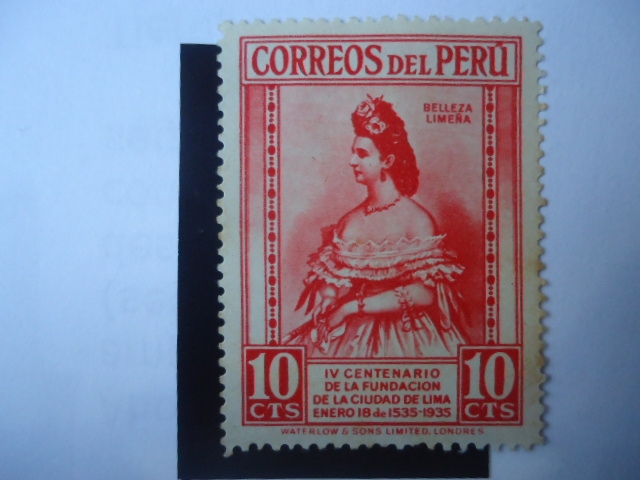 CORREOS DEL PERÚ
BELLEZA
LIMEÑA
10
CTS
IV CENTENARIO
DE LA FUNDACION
DE LA CIUDAD DE LIMA
ENERO 18 de 1535-1935
10
CTS
WATERLOW & SONS LIMITED, LONDRES